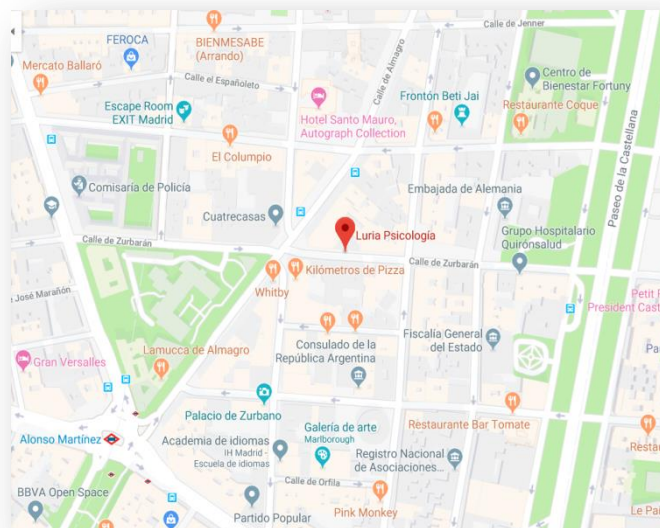 Calle de Jenner
FEROCA
BIENMESABE
(Arrando)
Mercato Ballaró
Calle el Españoleto
Calle de Almagro
Centro de
Bienestar Fortuny
Escape Room
EXIT Madrid
Hotel Santo Mauro,
Autograph Collection
Frontón Beti Jai
Restaurante Coque
El Columpio
Paseo de la Castellana
Comisaría de Policía
Embajada de Alemania
Cuatrecasas
Luria Psicología
Grupo Hospitalario
Quirónsalud
Calle de Zurbarán
Calle de Zurbarán
Kilómetros de Pizza
Whitby
José Marañón
Petit
President Cast
Consulado de la
República Argentina
Fiscalía General
del Estado
Gran Versalles
Lamucca de Almagro
Palacio de Zurbano
Restaurante Bar Tomate
Alonso Martínez
Academia de idiomas
IH Madrid -
Escuela de idiomas
Galería de arte
Marlborough
Registro Nacional
de Asociaciones...
Calle de Orfila
BBVA Open Space
Partido Popular
Pink Monkey